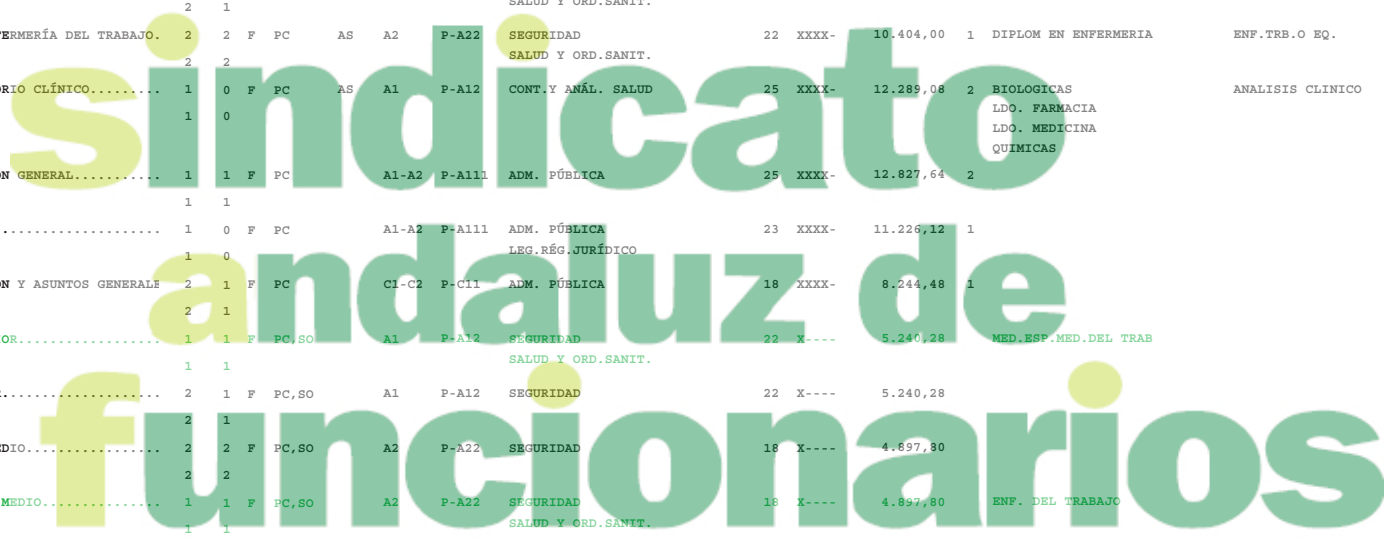 SALUD Y ORD.SANIT.
2 1
FERMERÍA DEL TRABAJO. 2 2 F PC AS A2 P-A22 SEGURIDAD 22 XXXX- 10.404,00 1 DIPLOM EN ENFERMERIA ENF.TRB.O EQ.
SALUD Y ORD.SANIT.
2 2
sindicato
RIO CLÍNICO......... 1 0 F PC AS A1 P-A12 CONT.Y ANÁL. SALUD 25 XXXX- 12.289,08 2 BIOLOGICAS ANALISIS CLINICO
LDO. FARMACIA
1 0
LDO. MEDICINA
QUIMICAS
ON GENERAL........... 1 1 F PC A1-A2 P-A111 ADM. PÚBLICA 25 XXXX- 12.827,64 2
1 1
.................... 1 0 F PC A1-A2 P-A111 ADM. PÚBLICA 23 XXXX- 11.226,12 1
LEG.RÉG.JURÍDICO
1 0
andaluz de
ON Y ASUNTOS GENERALE 2 1 F PC C1-C2 P-C11 ADM. PÚBLICA 18 XXXX- 8.244,48 1
2 1
OR.................. 1 1 F PC,SO A1 P-A12 SEGURIDAD 22 X---- 5.240,28 MED.ESP.MED.DEL TRAB
SALUD Y ORD.SANIT.
1 1
R................... 2 1 F PC,SO A1 P-A12 SEGURIDAD 22 X---- 5.240,28
2 1
funcionarios
EDIO................. 2 2 F PC,SO A2 P-A22 SEGURIDAD 18 X---- 4.897,80
2 2
MEDIO............... 1 1 F PC,SO A2 P-A22 SEGURIDAD 18 X---- 4.897,80 ENF. DEL TRABAJO
SALUD Y ORD.SANIT.
1 1